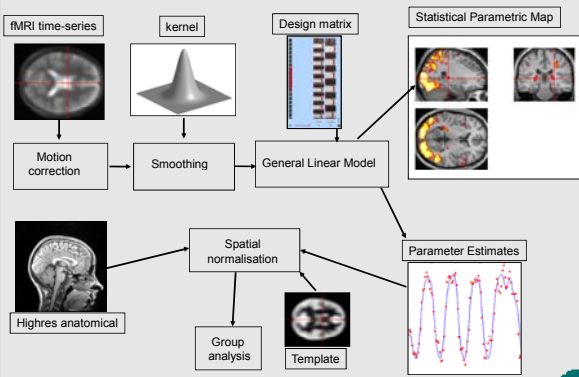 fMRI time-series
kernel
Design matrix
Statistical Parametric Map
Motion
correction
Smoothing
General Linear Model
Spatial
normalisation
Parameter Estimates
Highres anatomical
Group
analysis
Template